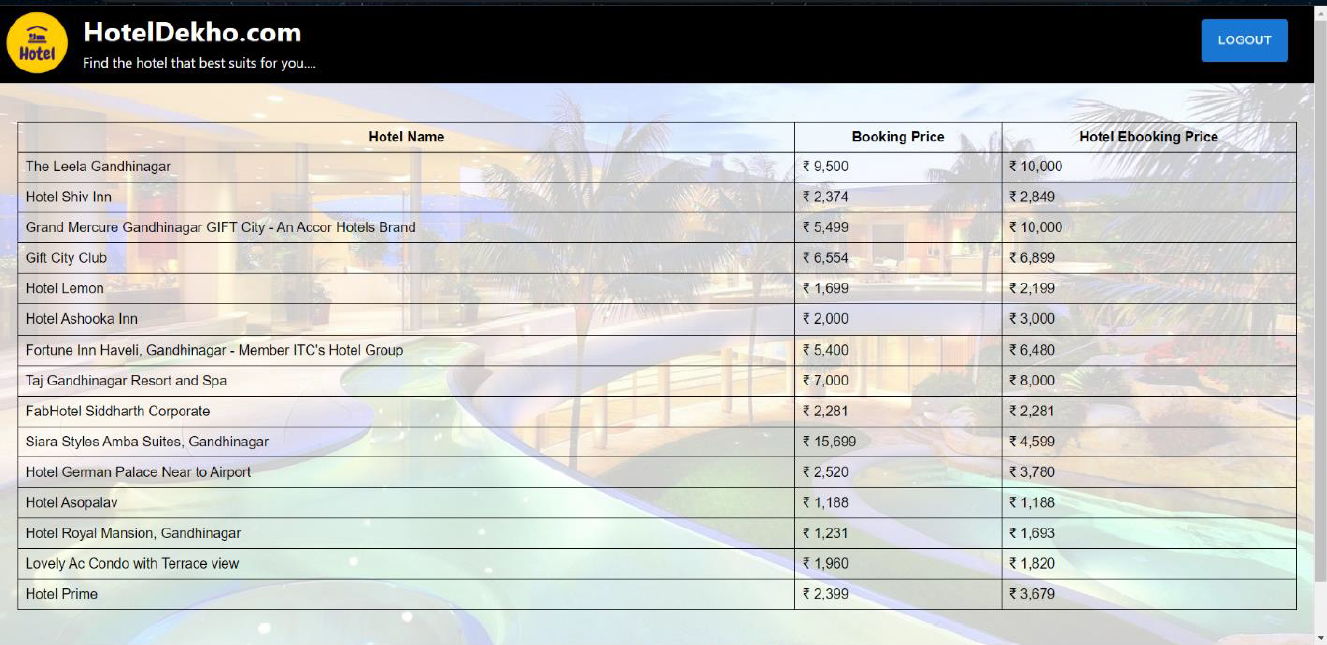 Hotel
HotelDekho.com
Find the hotel that best suits for you....
LOGOUT
Hotel Name Booking Price Hotel Ebooking Price
The Leela Gandhinagar ₹ 9,500 ₹ 10,000
Hotel Shiv Inn ₹ 2,374 ₹ 2,849
Grand Mercure Gandhinagar GIFT City - An Accor Hotels Brand ₹ 5,499 ₹ 10,000
Gift City Club ₹ 6,554 ₹ 6,899
Hotel Lemon ₹ 1,699 ₹ 2,199
Hotel Ashooka Inn ₹ 2,000 ₹ 3,000
Fortune Inn Haveli, Gandhinagar - Member ITC's Hotel Group ₹ 5,400 ₹ 6,480
Taj Gandhinagar Resort and Spa ₹ 7,000 ₹ 8,000
FabHotel Siddharth Corporate ₹ 2,281 ₹ 2,281
Siara Styles Amba Suites, Gandhinagar ₹ 15,699 ₹ 4,599
Hotel German Palace Near to Airport ₹ 2,520 ₹ 3,780
Hotel Asopalav ₹ 1,188 ₹ 1,188
Hotel Royal Mansion, Gandhinagar ₹ 1,231 ₹ 1,693
Lovely Ac Condo with Terrace view ₹ 1,960 ₹ 1,820
Hotel Prime ₹ 2,399 ₹ 3,679